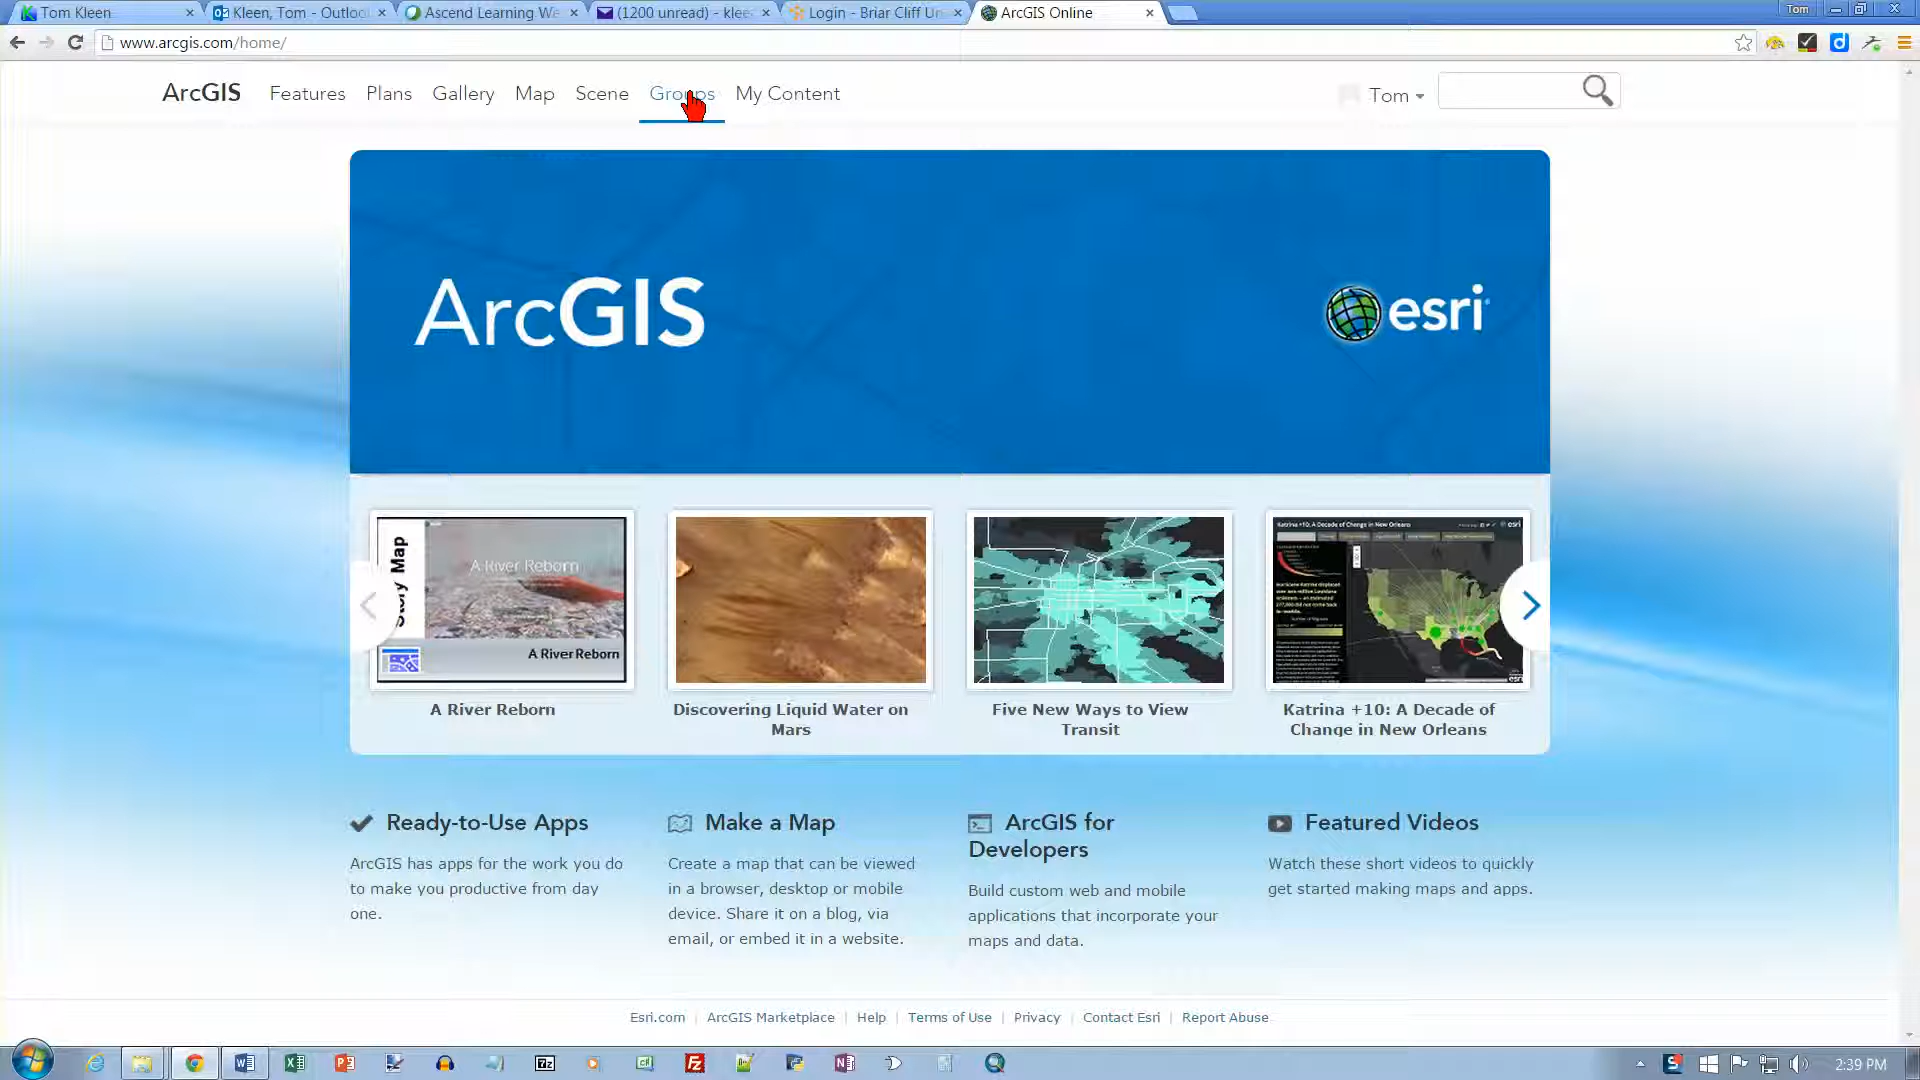 Tom Kleen
Kleen, Tom - Outloo
Ascend Learning We
(1200 unread) - klee
Login - Briar Cliff Un
ArcGIS Online
Tom
www.arcgis.com/home/
ArcGIS
Features
Plans
Gallery
Map
Scene
Groups
My Content
Tom
ArcGIS
esri
Story Map
A River Reborn
A River Reborn
Katrina +10: A Decade of Change in New Orleans
esri
A River Reborn
Discovering Liquid Water on
Mars
Five New Ways to View
Transit
Katrina +10: A Decade of
Change in New Orleans
Ready-to-Use Apps
ArcGIS has apps for the work you do
to make you productive from day
one.
Make a Map
Create a map that can be viewed
in a browser, desktop or mobile
device. Share it on a blog, via
email, or embed it in a website.
ArcGIS for
Developers
Build custom web and mobile
applications that incorporate your
maps and data.
Featured Videos
Watch these short videos to quickly
get started making maps and apps.
Esri.com
ArcGIS Marketplace
Help
Terms of Use
Privacy
Contact Esri
Report Abuse
2:39 PM